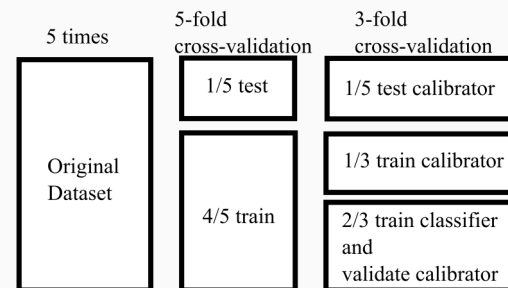 5 times
5-fold
cross-validation
3-fold
cross-validation
Original
Dataset
1/5 test
4/5 train
1/5 test calibrator
1/3 train calibrator
2/3 train classifier
and
validate calibrator